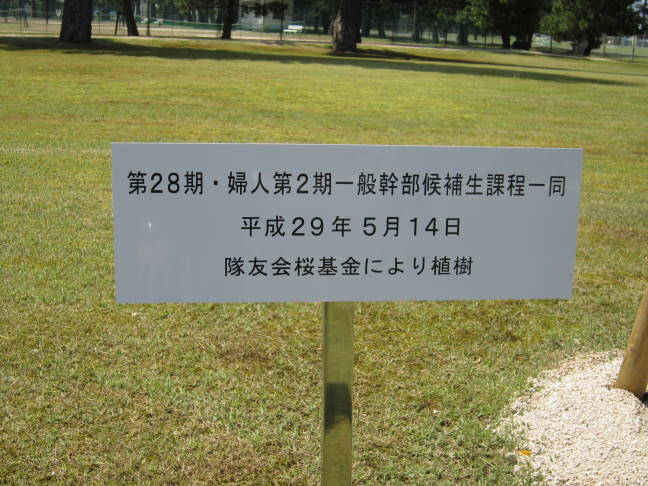 第28期・婦人第2期一般幹部候補生課程一同
平成29年5月14日
隊友会桜基金により植樹